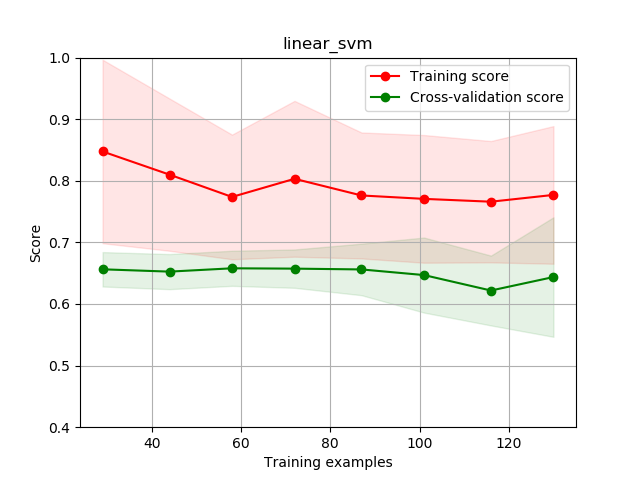 linear_svm
Training score
Cross-validation score
1.0
0.9
0.8
0.7
0.6
0.5
0.4
Score
40 60 80 100 120
Training examples